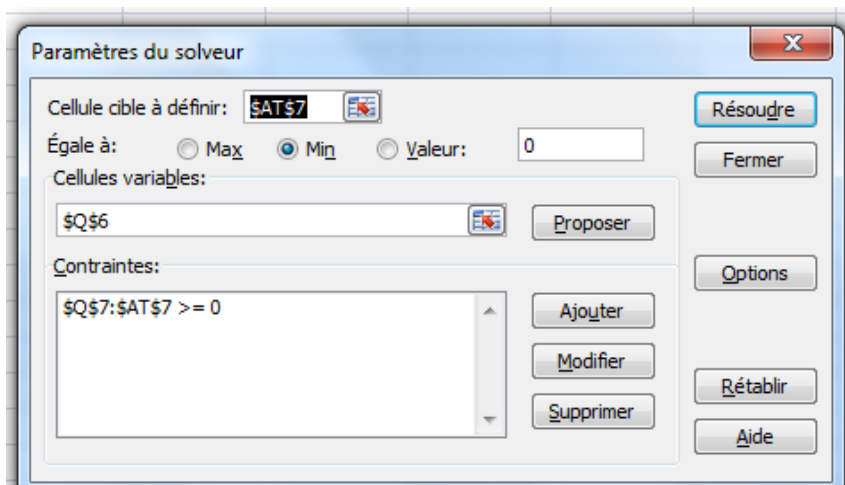 Paramètres du solveur
Cellule cible à définir: $AT$7
Résoudre
Égale à: Max Min Valeur: 0
Fermer
Cellules variables:
$Q$6 Proposer
Contraintes:
Options
$Q$7:$AT$7 >= 0 Ajouter
Modifier
Rétablir
Supprimer
Aide